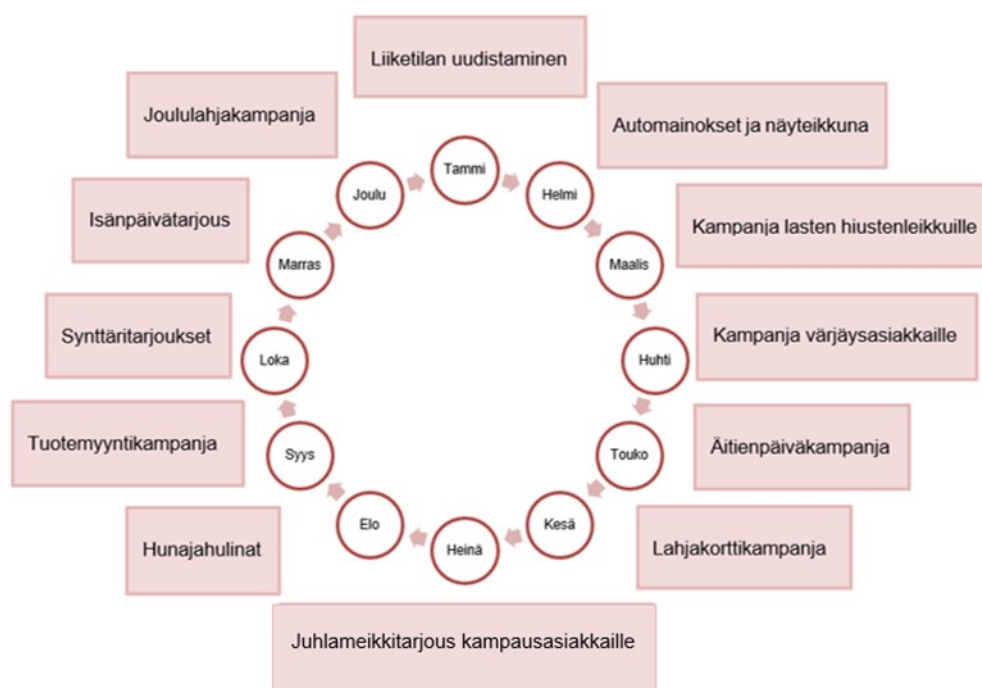 Liiketilan uudistaminen
Joululahjakampanja
Automainokset ja näyteikkuna
Tammi
Joulu
Helmi
Isänpäivätarjous
Kampanja lasten hiustenleikkuille
Marras
Maalis
Synttäritarjoukset
Loka
Huhti
Kampanja värjäysasiakkaille
Tuotemyyntikampanja
Syys
Touko
Äitienpäiväkampanja
Hunajahulinat
Elo
Heinä
Kesä
Lahjakorttikampanja
Juhlameikkitarjous kampausasiakkaille